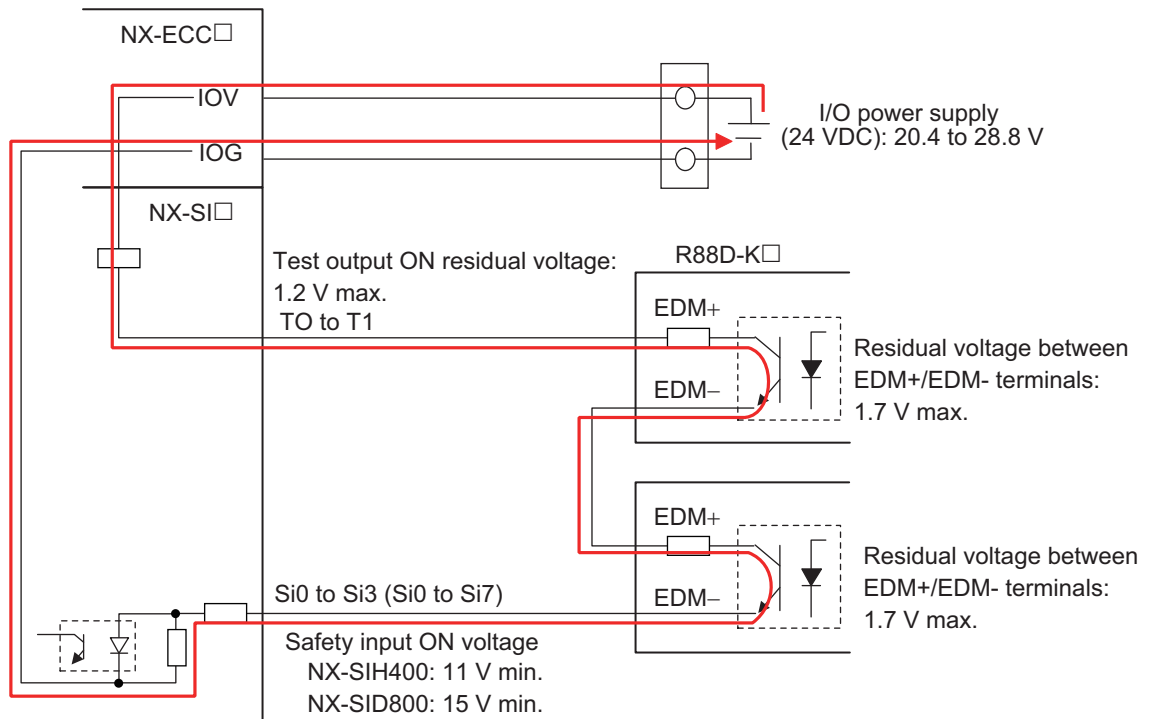 NX-ECC□
IOV
IOG
I/O power supply
(24 VDC): 20.4 to 28.8 V
NX-SI□
Test output ON residual voltage:
1.2 V max.
TO to T1
R88D-K□
EDM+
EDM−
Residual voltage between
EDM+/EDM- terminals:
1.7 V max.
EDM+
EDM−
Residual voltage between
EDM+/EDM- terminals:
1.7 V max.
Si0 to Si3 (Si0 to Si7)
Safety input ON voltage
NX-SIH400: 11 V min.
NX-SID800: 15 V min.